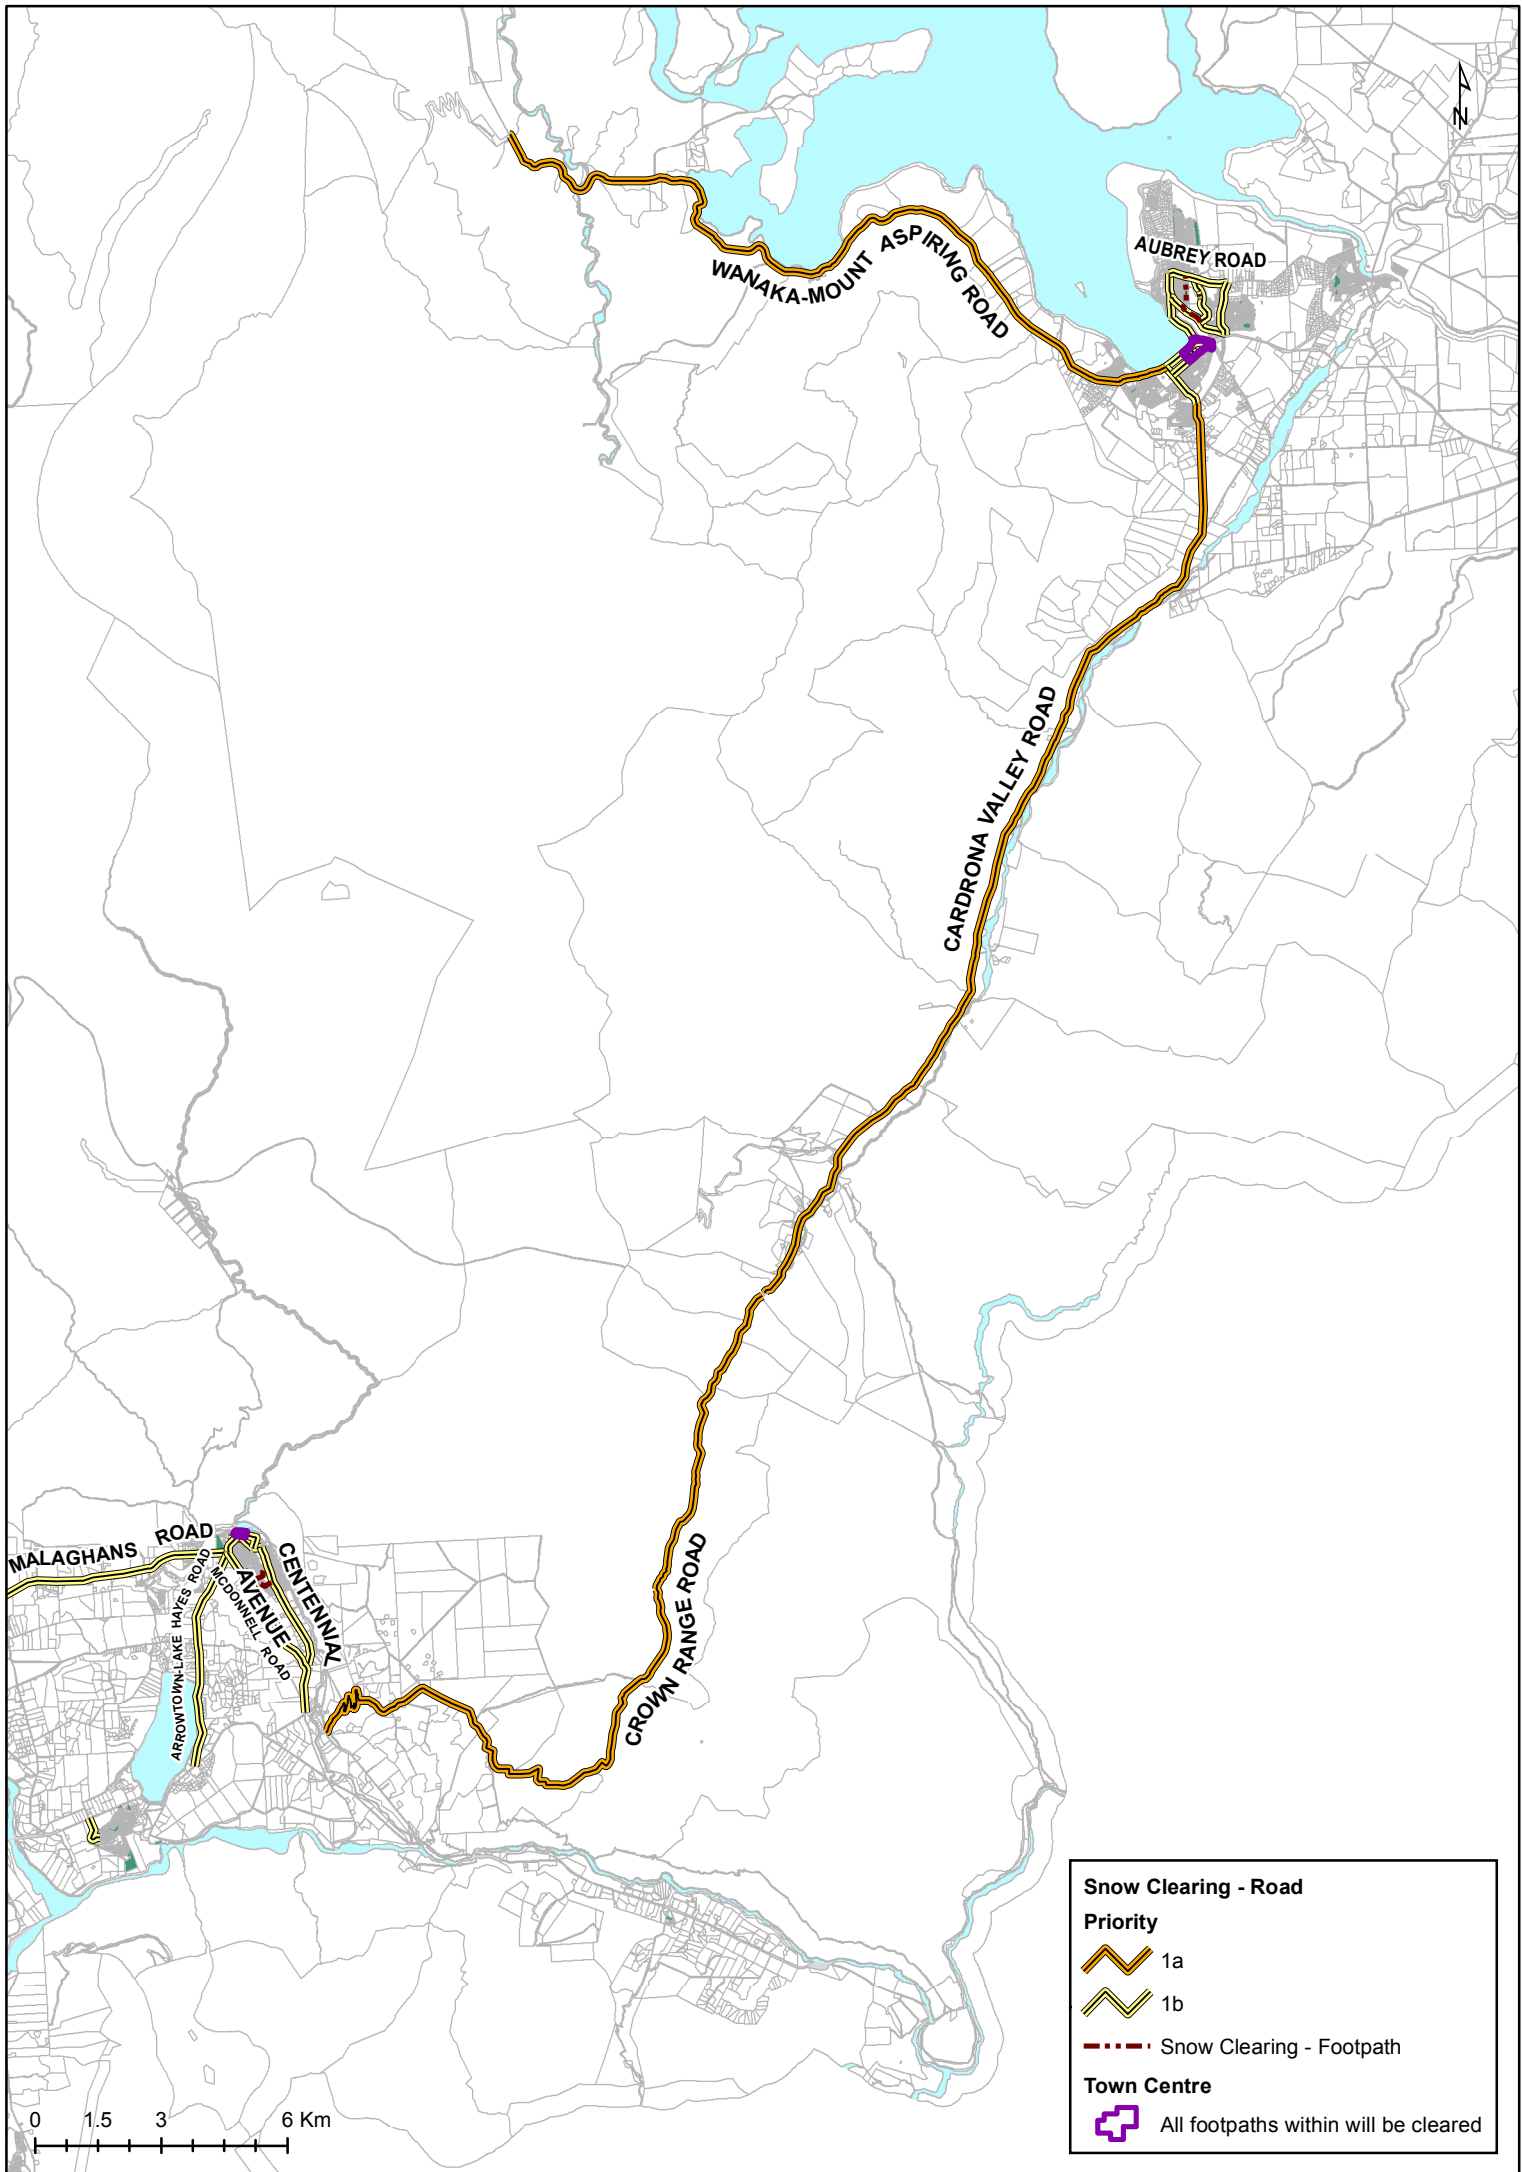 N
AUBREY ROAD
WANAKA-MOUNT ASPIRING ROAD
CARDRONA VALLEY ROAD
MALAGHANS ROAD
CENTENNIAL AVENUE
MCDONNELL ROAD
ARROWTOWN-LAKE HAYES ROAD
CROWN RANGE ROAD
Snow Clearing - Road
Priority
1a
1b
Snow Clearing - Footpath
Town Centre
All footpaths within will be cleared
0 1.5 3 6 Km